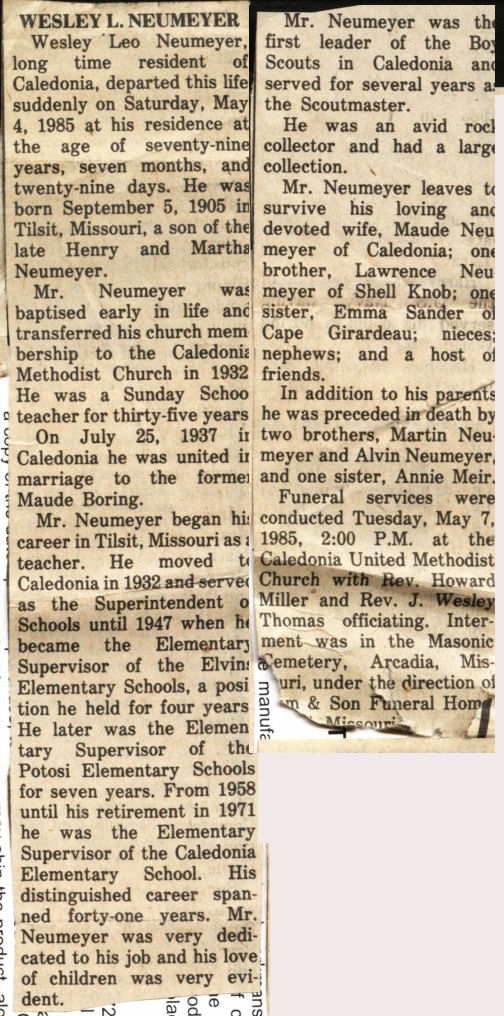 WESLEY L. NEUMEYER
Wesley Leo Neumeyer,
long time resident of
Caledonia, departed this life
suddenly on Saturday, May
4, 1985 at his residence at
the age of seventy-nine
years, seven months, and
twenty-nine days. He was
born September 5, 1905 in
Tilsit, Missouri, a son of the
late Henry and Martha
Neumeyer.
Mr. Neumeyer was
baptised early in life and
transferred his church mem
bership to the Caledonia
Methodist Church in 1932
He was a Sunday Schoo
teacher for thirty-five years
On July 25, 1937 in
Caledonia he was united in
marriage to the former
Maude Boring.
Mr. Neumeyer began his
career in Tilsit, Missouri as a
teacher. He moved to
Caledonia in 1932 and served
as the Superintendent o
Schools until 1947 when he
became the Elementary
Supervisor of the Elvins
Elementary Schools, a posi
tion he held for four years
He later was the Elemen
tary Supervisor of the
Potosi Elementary Schools
for seven years. From 1958
until his retirement in 1971
he was the Elementary
Supervisor of the Caledonia
Elementary School. His
distinguished career span-
ned forty-one years. Mr.
Neumeyer was very dedi-
cated to his job and his love
of children was very evi-
dent.
Mr. Neumeyer was the
first leader of the Boy
Scouts in Caledonia and
served for several years as
the Scoutmaster.
He was an avid rock
collector and had a large
collection.
Mr. Neumeyer leaves to
survive his loving and
devoted wife, Maude Neu
meyer of Caledonia; one
brother, Lawrence Neu
meyer of Shell Knob; one
sister, Emma Sander of
Cape Girardeau; nieces;
nephews; and a host of
friends.
In addition to his parents
he was preceded in death by
two brothers, Martin Neu-
meyer and Alvin Neumeyer,
and one sister, Annie Meir.
Funeral services were
conducted Tuesday, May 7,
1985, 2:00 P.M. at the
Caledonia United Methodist
Church with Rev. Howard
Miller and Rev. J. Wesley
Thomas officiating. Inter-
ment was in the Masonic
Cemetery, Arcadia, Mis-
uri, under the direction of
m & Son Funeral Home
Missouri